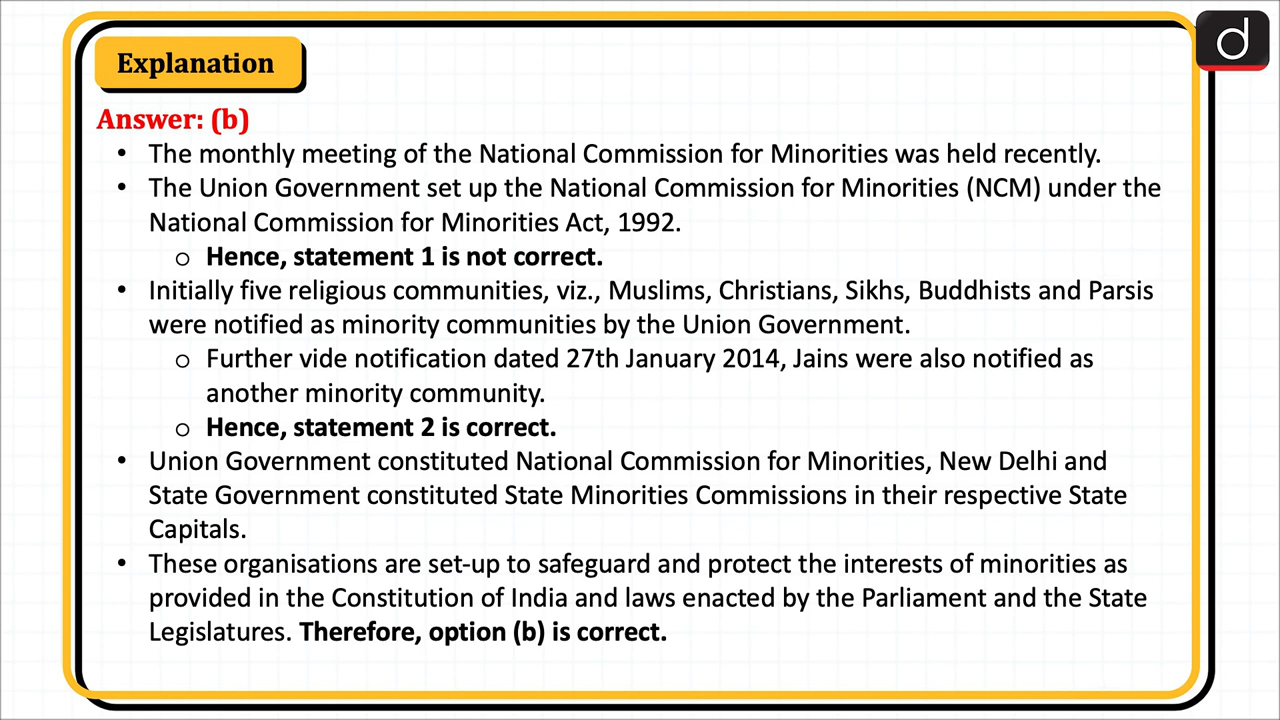 Explanation
d
Answer: (b)
• The monthly meeting of the National Commission for Minorities was held recently.
• The Union Government set up the National Commission for Minorities (NCM) under the
National Commission for Minorities Act, 1992.
o Hence, statement 1 is not correct.
• Initially five religious communities, viz., Muslims, Christians, Sikhs, Buddhists and Parsis
were notified as minority communities by the Union Government.
o Further vide notification dated 27th January 2014, Jains were also notified as
another minority community.
o Hence, statement 2 is correct.
• Union Government constituted National Commission for Minorities, New Delhi and
State Government constituted State Minorities Commissions in their respective State
Capitals.
• These organisations are set-up to safeguard and protect the interests of minorities as
provided in the Constitution of India and laws enacted by the Parliament and the State
Legislatures. Therefore, option (b) is correct.